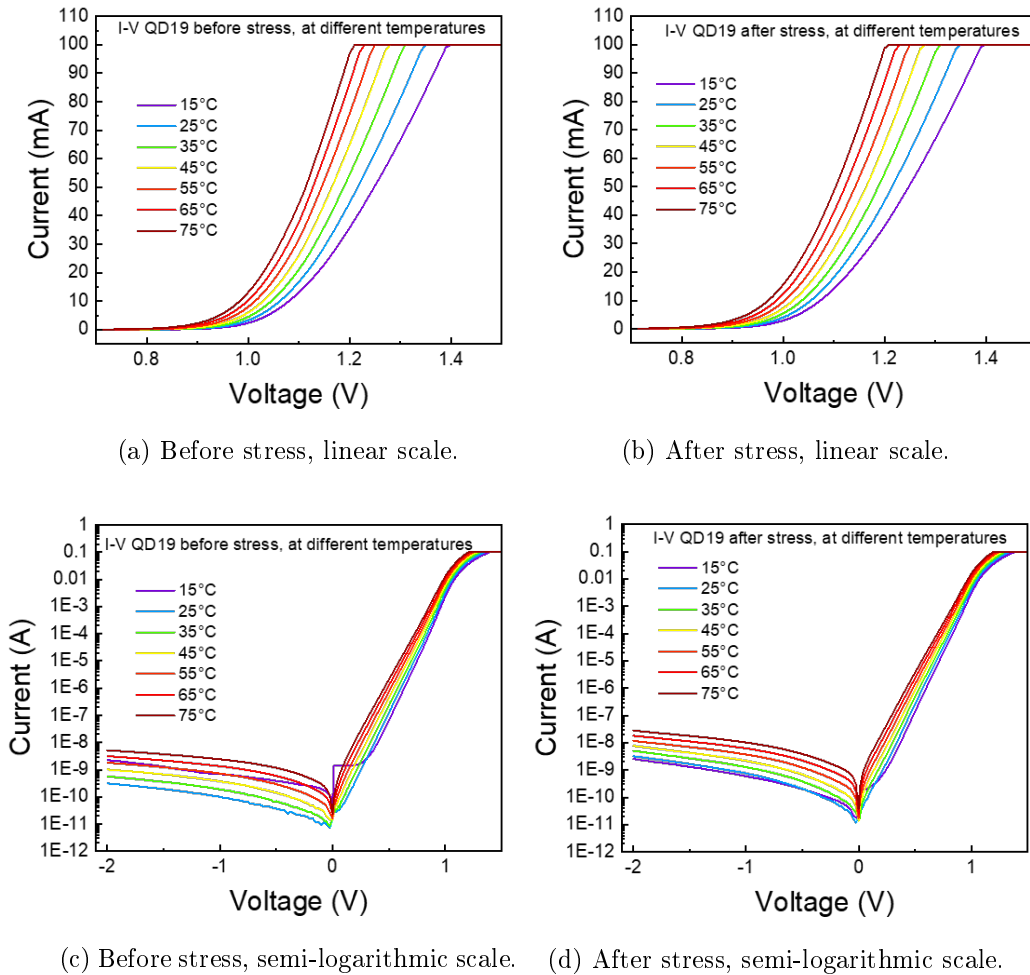 I-V QD19 before stress, at different temperatures
100
90
80
70
60
50
40
30
20
10
0
Current (mA)
15°C
25°C
35°C
45°C
55°C
65°C
75°C
0.8 1.0 1.2 1.4
Voltage (V)
(a) Before stress, linear scale.
I-V QD19 after stress, at different temperatures
100
90
80
70
60
50
40
30
20
10
0
Current (mA)
15°C
25°C
35°C
45°C
55°C
65°C
75°C
0.8 1.0 1.2 1.4
Voltage (V)
(b) After stress, linear scale.
I-V QD19 before stress, at different temperatures
0.1
0.01
1E-3
1E-4
1E-5
1E-6
1E-7
1E-8
1E-9
1E-10
1E-11
1E-12
Current (A)
15°C
25°C
35°C
45°C
55°C
65°C
75°C
-2 -1 0 1
Voltage (V)
(c) Before stress, semi-logarithmic scale.
I-V QD19 after stress, at different temperatures
0.1
0.01
1E-3
1E-4
1E-5
1E-6
1E-7
1E-8
1E-9
1E-10
1E-11
1E-12
Current (A)
15°C
25°C
35°C
45°C
55°C
65°C
75°C
-2 -1 0 1
Voltage (V)
(d) After stress, semi-logarithmic scale.